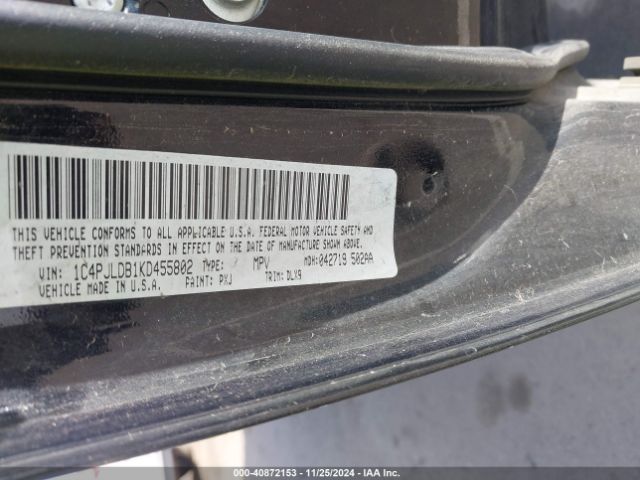 THIS VEHICLE CONFORMS TO ALL APPLICABLE U.S.A. FEDERAL MOTOR VEHICLE SAFETY AND
THEFT PREVENTION STANDARDS IN EFFECT ON THE DATE OF MANUFACTURE SHOWN ABOVE.
VIN: 1C4PJLDB1KD455802 TYPE: MPV MDH: 042719 502AA
VEHICLE MADE IN U.S.A. PAINT: PXJ TRIM: DLX9
000-40872153 - 11/25/2024 - IAA Inc.